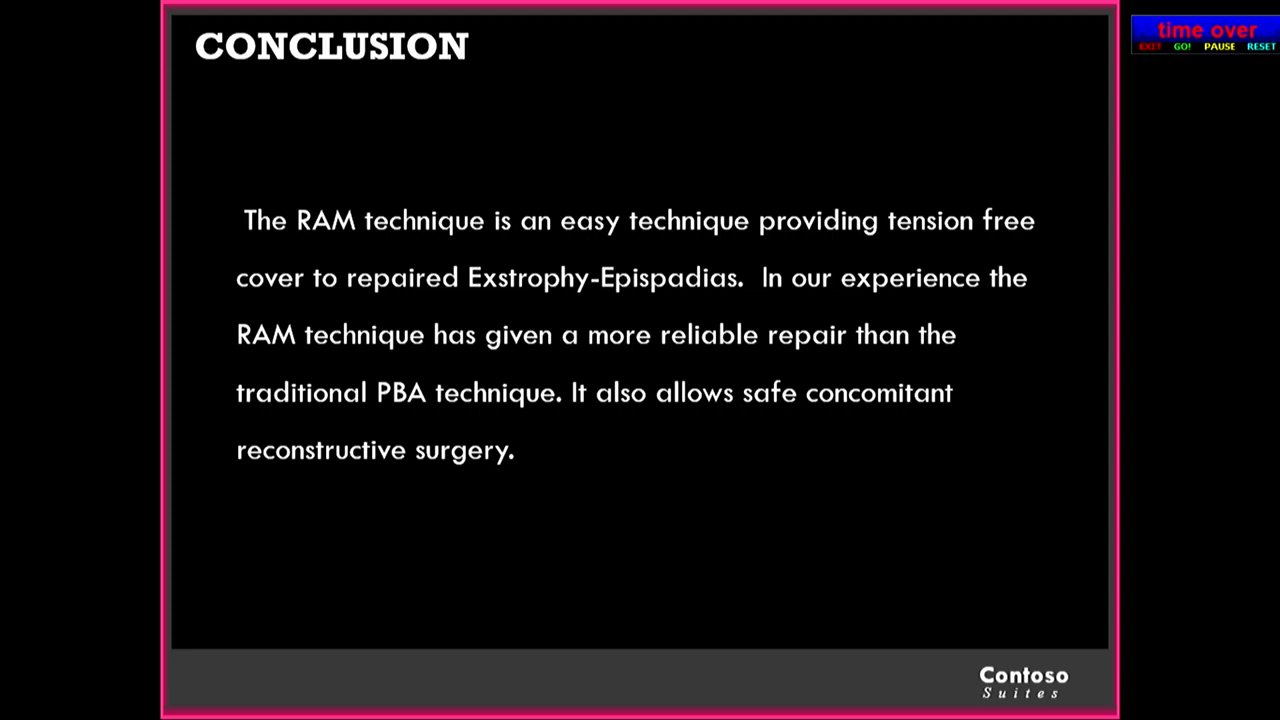 CONCLUSION
time over
EXIT GO! PAUSE RESET
The RAM technique is an easy technique providing tension free
cover to repaired Exstrophy-Epispadias. In our experience the
RAM technique has given a more reliable repair than the
traditional PBA technique. It also allows safe concomitant
reconstructive surgery.
Contoso
Suites